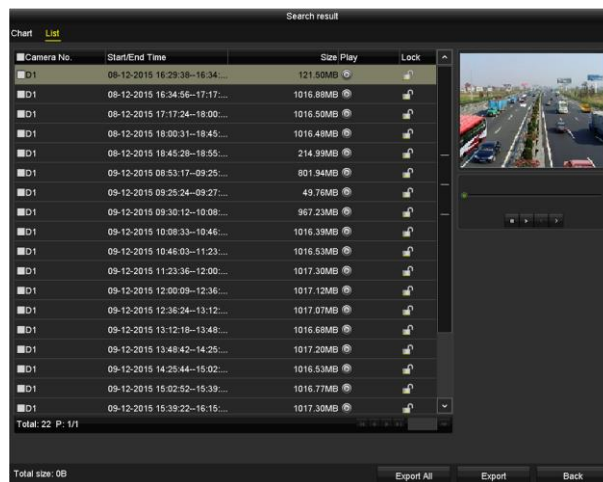 Search result
Chart List
Camera No. Start/End Time Size Play Lock
D1 08-12-2015 16:29:38--16:34:... 121.50MB
D1 08-12-2015 16:34:56--17:17:... 1016.88MB
D1 08-12-2015 17:17:24--18:00:... 1016.50MB
D1 08-12-2015 18:00:31--18:45:... 1016.48MB
D1 08-12-2015 18:45:28--18:55:... 214.99MB
D1 09-12-2015 08:53:17--09:25:... 801.94MB
D1 09-12-2015 09:25:24--09:27:... 49.76MB
D1 09-12-2015 09:30:12--10:08:... 967.23MB
D1 09-12-2015 10:08:33--10:46:... 1016.39MB
D1 09-12-2015 10:46:03--11:23:... 1016.53MB
D1 09-12-2015 11:23:36--12:00:... 1017.30MB
D1 09-12-2015 12:00:09--12:36:... 1017.12MB
D1 09-12-2015 12:36:24--13:12:... 1017.07MB
D1 09-12-2015 13:12:18--13:48:... 1016.68MB
D1 09-12-2015 13:48:42--14:25:... 1017.20MB
D1 09-12-2015 14:25:44--15:02:... 1016.53MB
D1 09-12-2015 15:02:52--15:39:... 1016.77MB
D1 09-12-2015 15:39:22--16:15:... 1017.30MB
Total: 22 P: 1/1
Total size: 0B
Export All Export Back